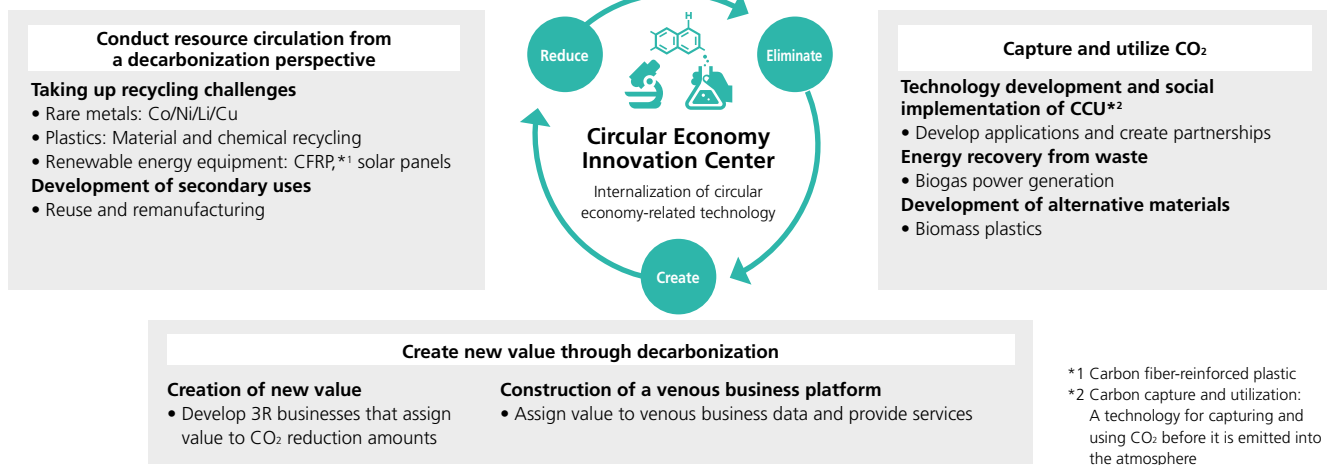 Conduct resource circulation from
a decarbonization perspective
Taking up recycling challenges
• Rare metals: Co/Ni/Li/Cu
• Plastics: Material and chemical recycling
• Renewable energy equipment: CFRP,*1 solar panels
Development of secondary uses
• Reuse and remanufacturing
Reduce
H
Eliminate
Circular Economy
Innovation Center
Internalization of circular
economy-related technology
Create
Capture and utilize CO₂
Technology development and social
implementation of CCU*2
• Develop applications and create partnerships
Energy recovery from waste
• Biogas power generation
Development of alternative materials
• Biomass plastics
Create new value through decarbonization
Creation of new value
• Develop 3R businesses that assign
value to CO₂ reduction amounts
Construction of a venous business platform
• Assign value to venous business data and provide services
*1 Carbon fiber-reinforced plastic
*2 Carbon capture and utilization:
A technology for capturing and
using CO₂ before it is emitted into
the atmosphere